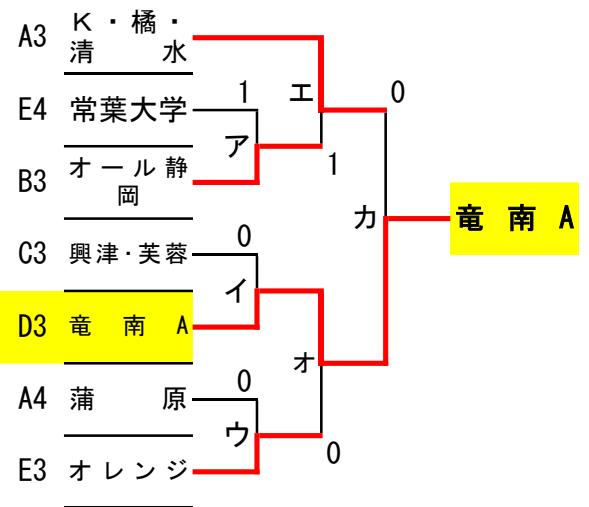 A3 K・橘・清水
0
エ
E4 常葉大学
1
ア
B3 オール静岡
1
カ
竜南A
C3 興津・芙蓉
0
イ
D3 竜南A
オ
A4 蒲原
0
ウ
0
E3 オレンジ